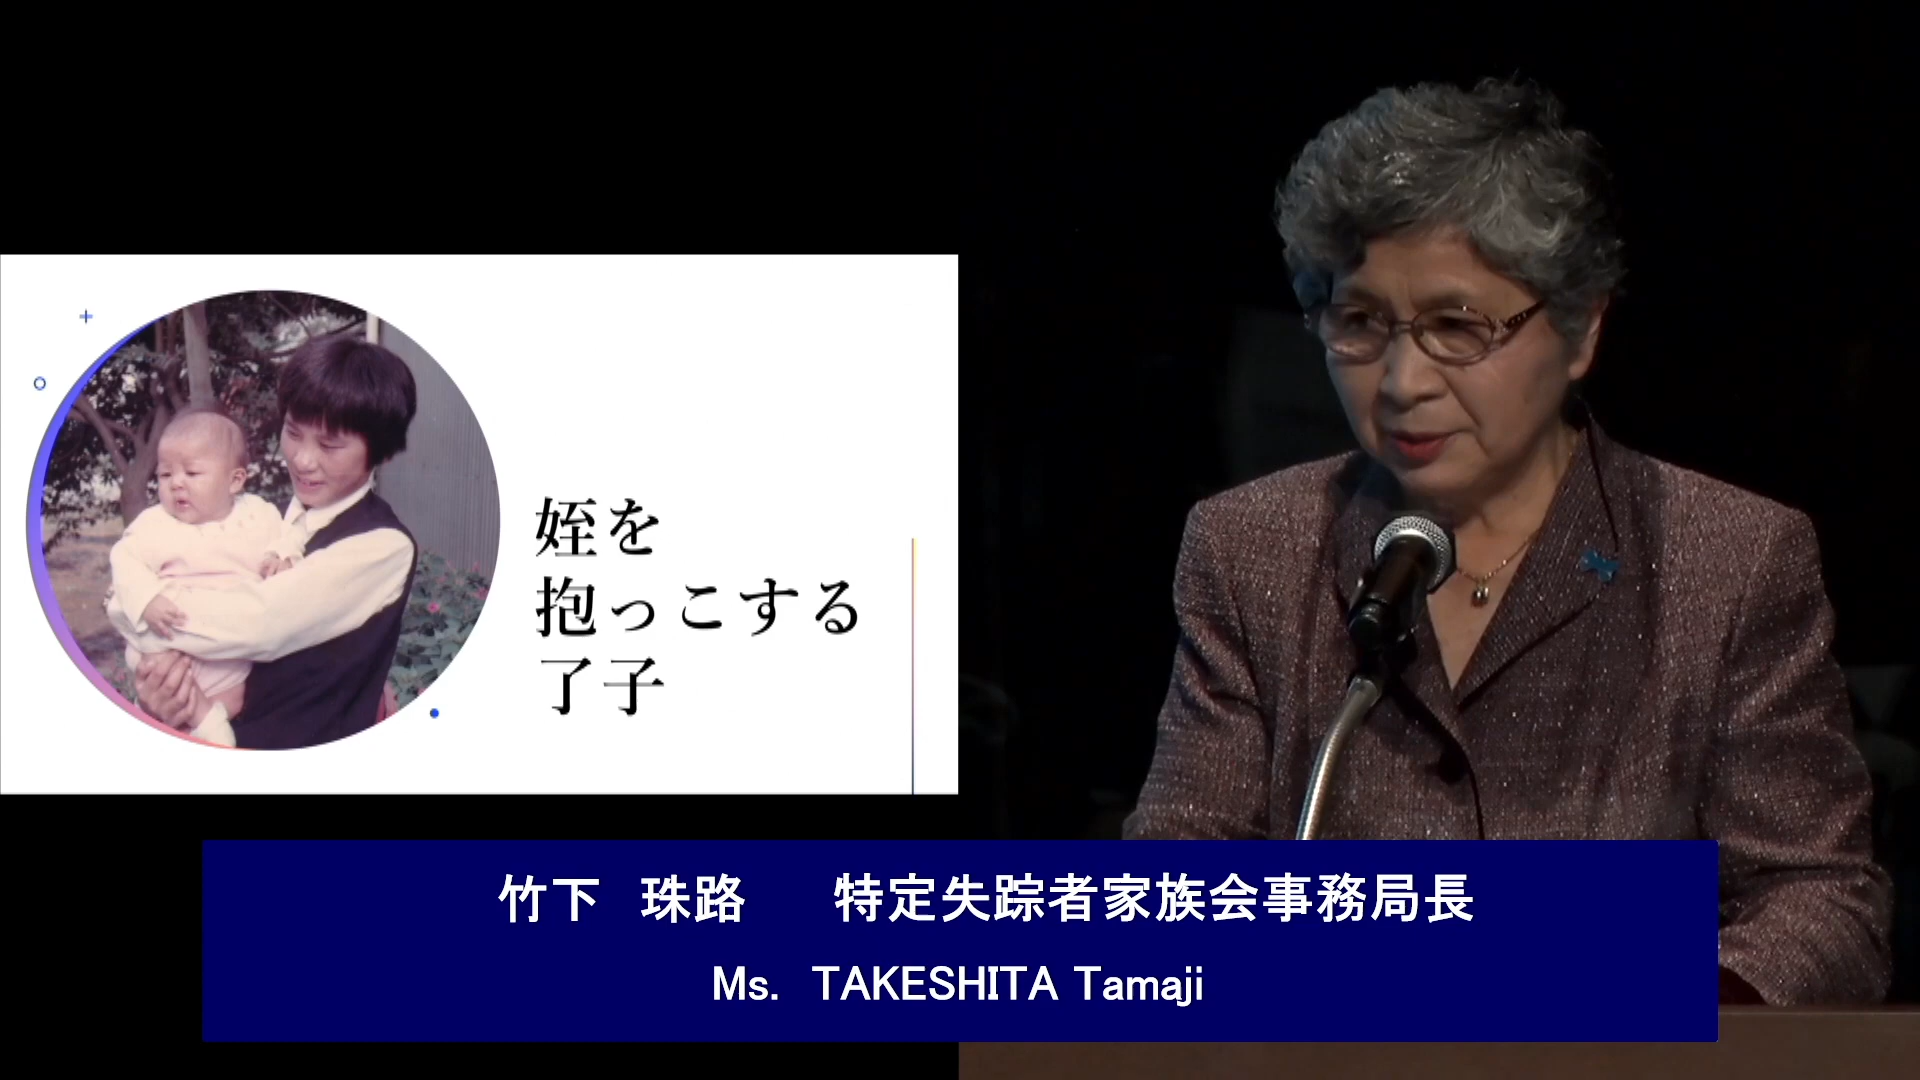 姪を
抱っこする
了子
竹下 珠路 特定失踪者家族会事務局長
Ms. TAKESHITA Tamaji